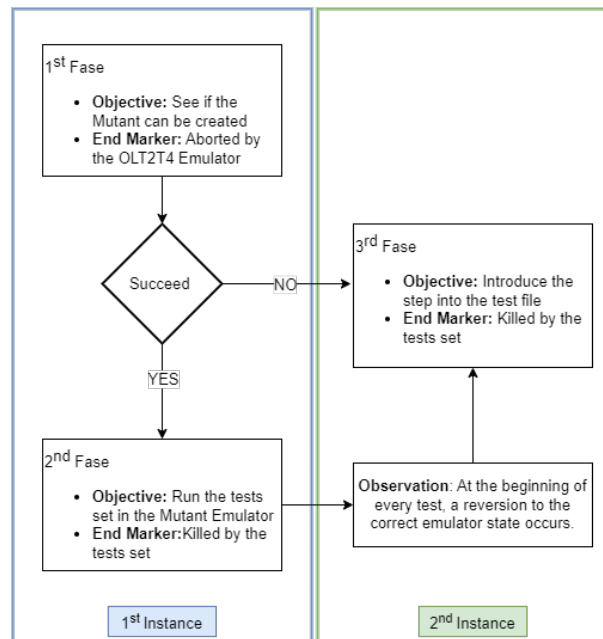 1st Fase
• Objective: See if the
Mutant can be created
• End Marker: Aborted by
the OLT2T4 Emulator
Succeed
NO
YES
2nd Fase
• Objective: Run the tests
set in the Mutant Emulator
• End Marker:Killed by the
tests set
1st Instance
3rd Fase
• Objective: Introduce the
step into the test file
• End Marker: Killed by the
tests set
Observation: At the beginning of
every test, a reversion to the
correct emulator state occurs.
2nd Instance